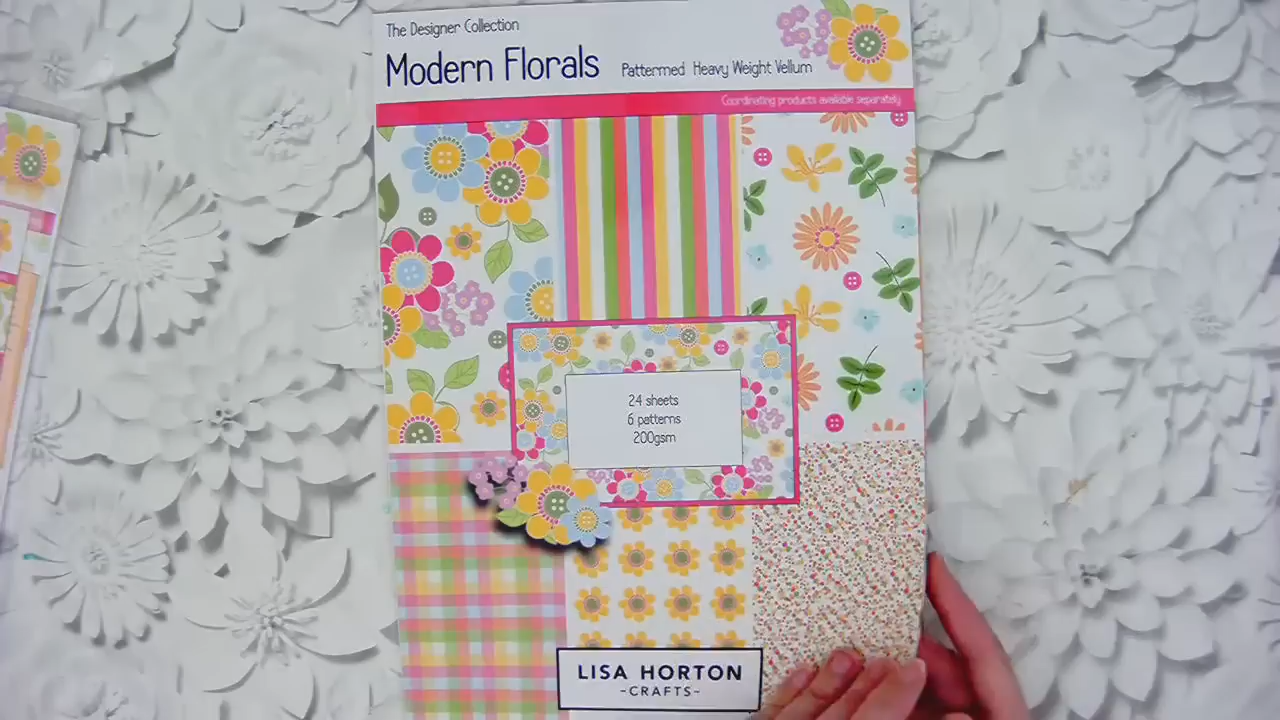 The Designer Collection
Modern Florals
Pattermed Heavy Weight Vellum
Coordinating products available separately
24 sheets
6 patterns
200gsm
LISA HORTON
-CRAFTS-